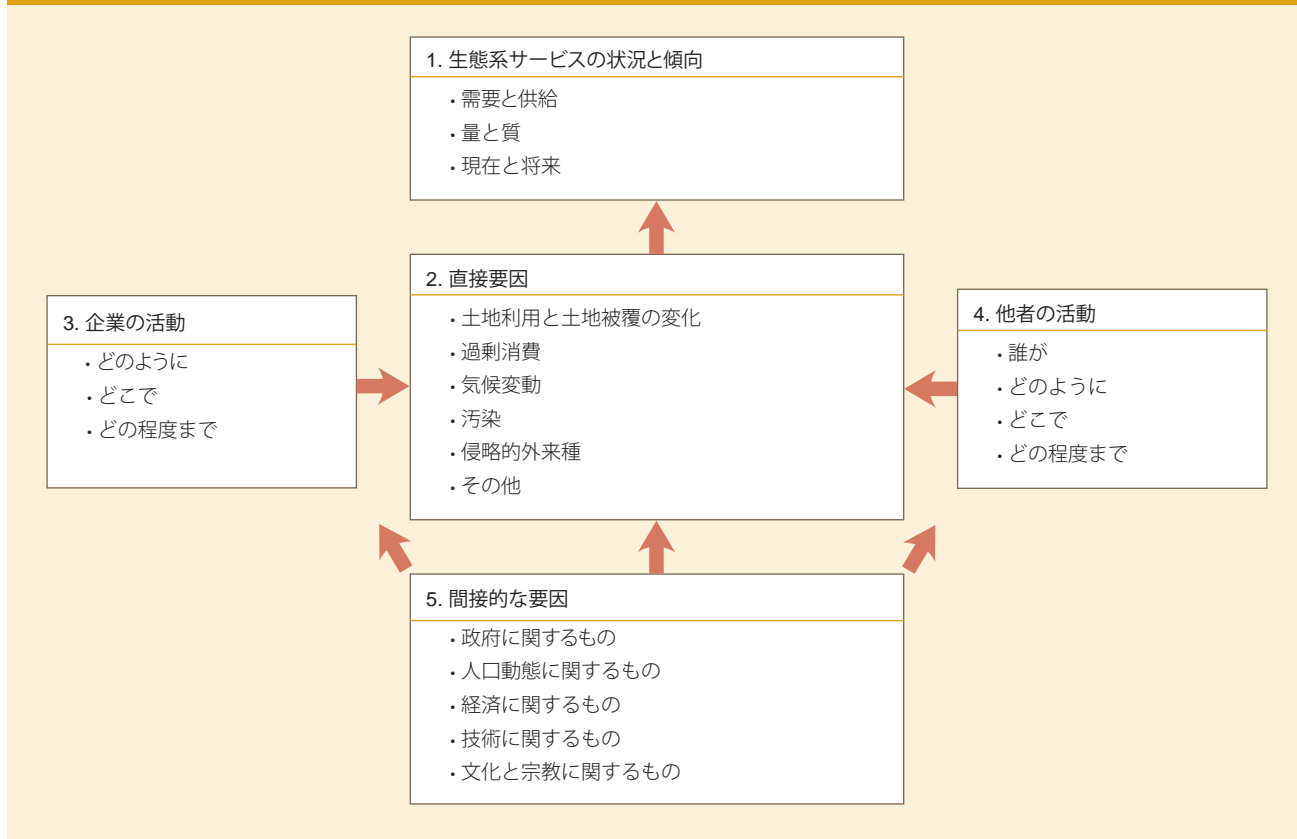 1. 生態系サービスの状況と傾向
・需要と供給
・量と質
・現在と将来
2. 直接要因
・土地利用と土地被覆の変化
・過剰消費
・気候変動
・汚染
・侵略的外来種
・その他
3. 企業の活動
・どのように
・どこで
・どの程度まで
4. 他者の活動
・誰が
・どのように
・どこで
・どの程度まで
5. 間接的な要因
・政府に関するもの
・人口動態に関するもの
・経済に関するもの
・技術に関するもの
・文化と宗教に関するもの